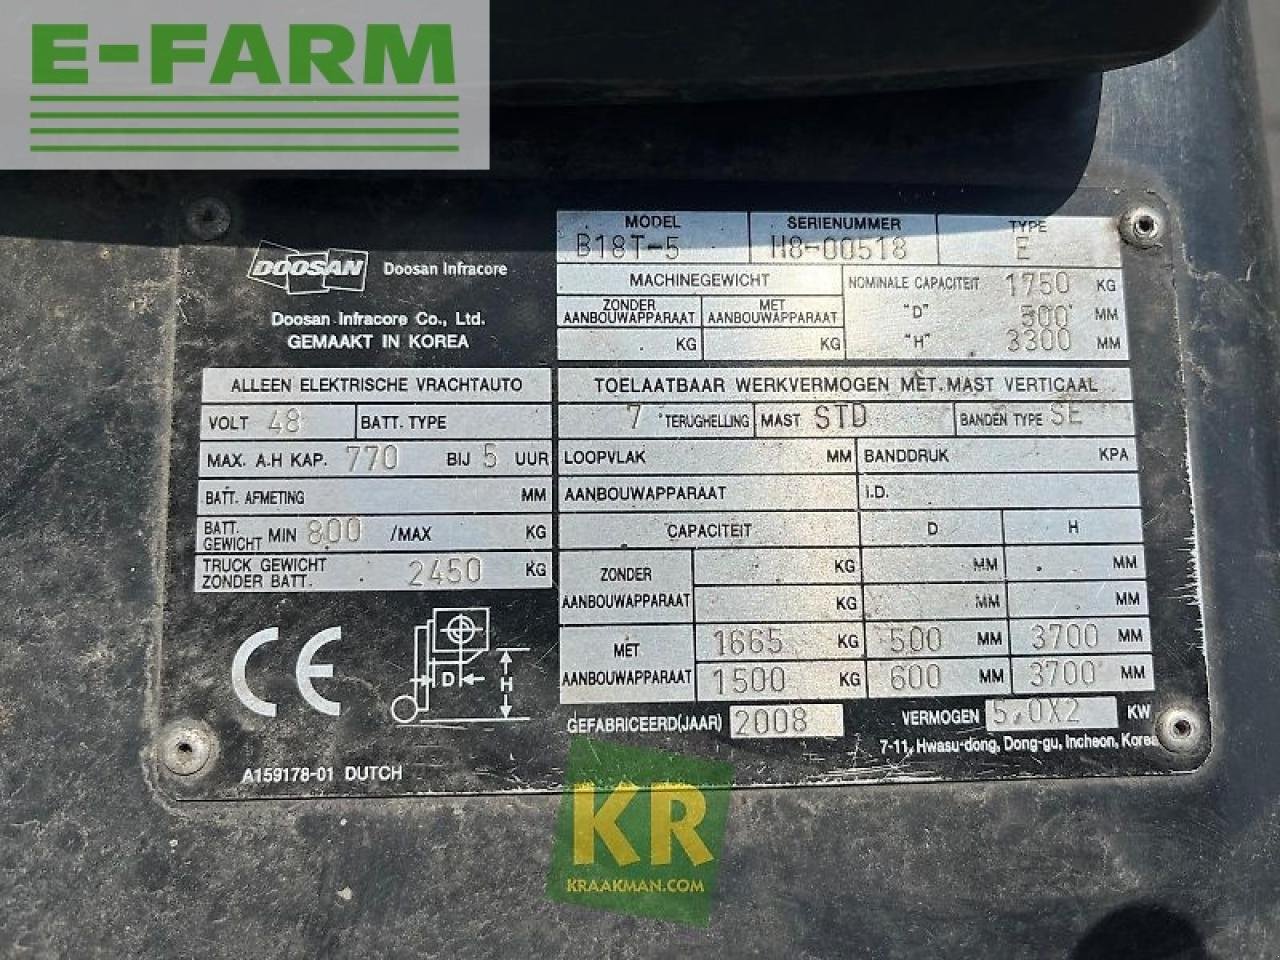 E-FARM
DOOSAN Doosan Infracore
Doosan Infracore Co., Ltd.
GEMAAKT IN KOREA
MODEL SERIENUMMER TYPE
B18T-5 H8-00518 E
MACHINEGEWICHT
ZONDER AANBOUWAPPARAAT MET AANBOUWAPPARAAT
KG KG
NOMINALE CAPACITEIT 1750 KG
"D" 500 MM
"H" 3300 MM
ALLEEN ELEKTRISCHE VRACHTAUTO
VOLT 48 BATT. TYPE
MAX. A.H KAP. 770 BIJ 5 UUR
BATT. AFMETING MM
BATT. GEWICHT MIN 800 /MAX KG
TRUCK GEWICHT ZONDER BATT. 2450 KG
TOELAATBAAR WERKVERMOGEN MET MAST VERTICAAL
7 °TERUGHELLING MAST STD BANDEN TYPE SE
LOOPVLAK MM BANDDRUK KPA
AANBOUWAPPARAAT I.D.
CAPACITEIT D H
ZONDER AANBOUWAPPARAAT
KG MM MM
KG MM MM
MET AANBOUWAPPARAAT
1665 KG 500 MM 3700 MM
1500 KG 600 MM 3700 MM
GEFABRICEERD(JAAR) 2008 VERMOGEN 5.0X2 KW
7-11, Hwasu-dong, Dong-gu, Incheon, Korea
CE
D H
A159178-01 DUTCH
KR
KRAAKMAN.COM